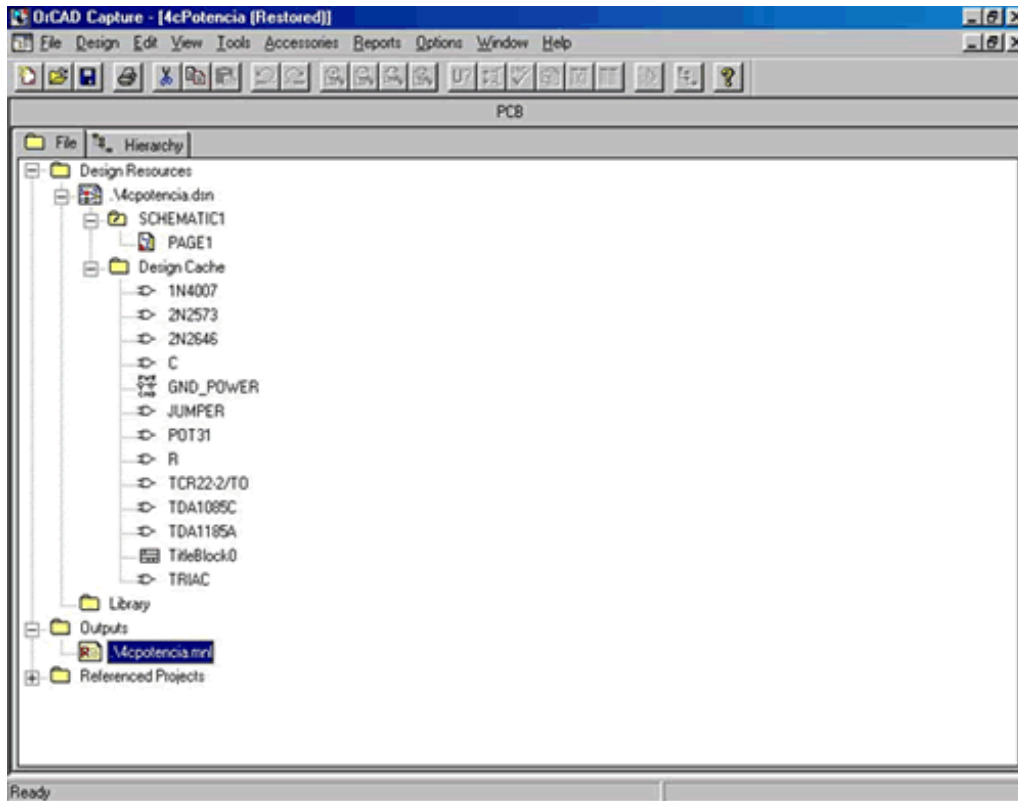 OrCAD Capture - [4cPotencia (Restored)]
File Design Edit View Tools Accessories Reports Options Window Help
U?
PCB
File Hierarchy
Design Resources
.\4cpotencia.dsn
SCHEMATIC1
PAGE1
Design Cache
1N4007
2N2573
2N2646
C
GND_POWER
JUMPER
POT31
R
TCR22-2/TO
TDA1085C
TDA1185A
TitleBlock0
TRIAC
Library
Outputs
.\4cpotencia.mnl
Referenced Projects
Ready